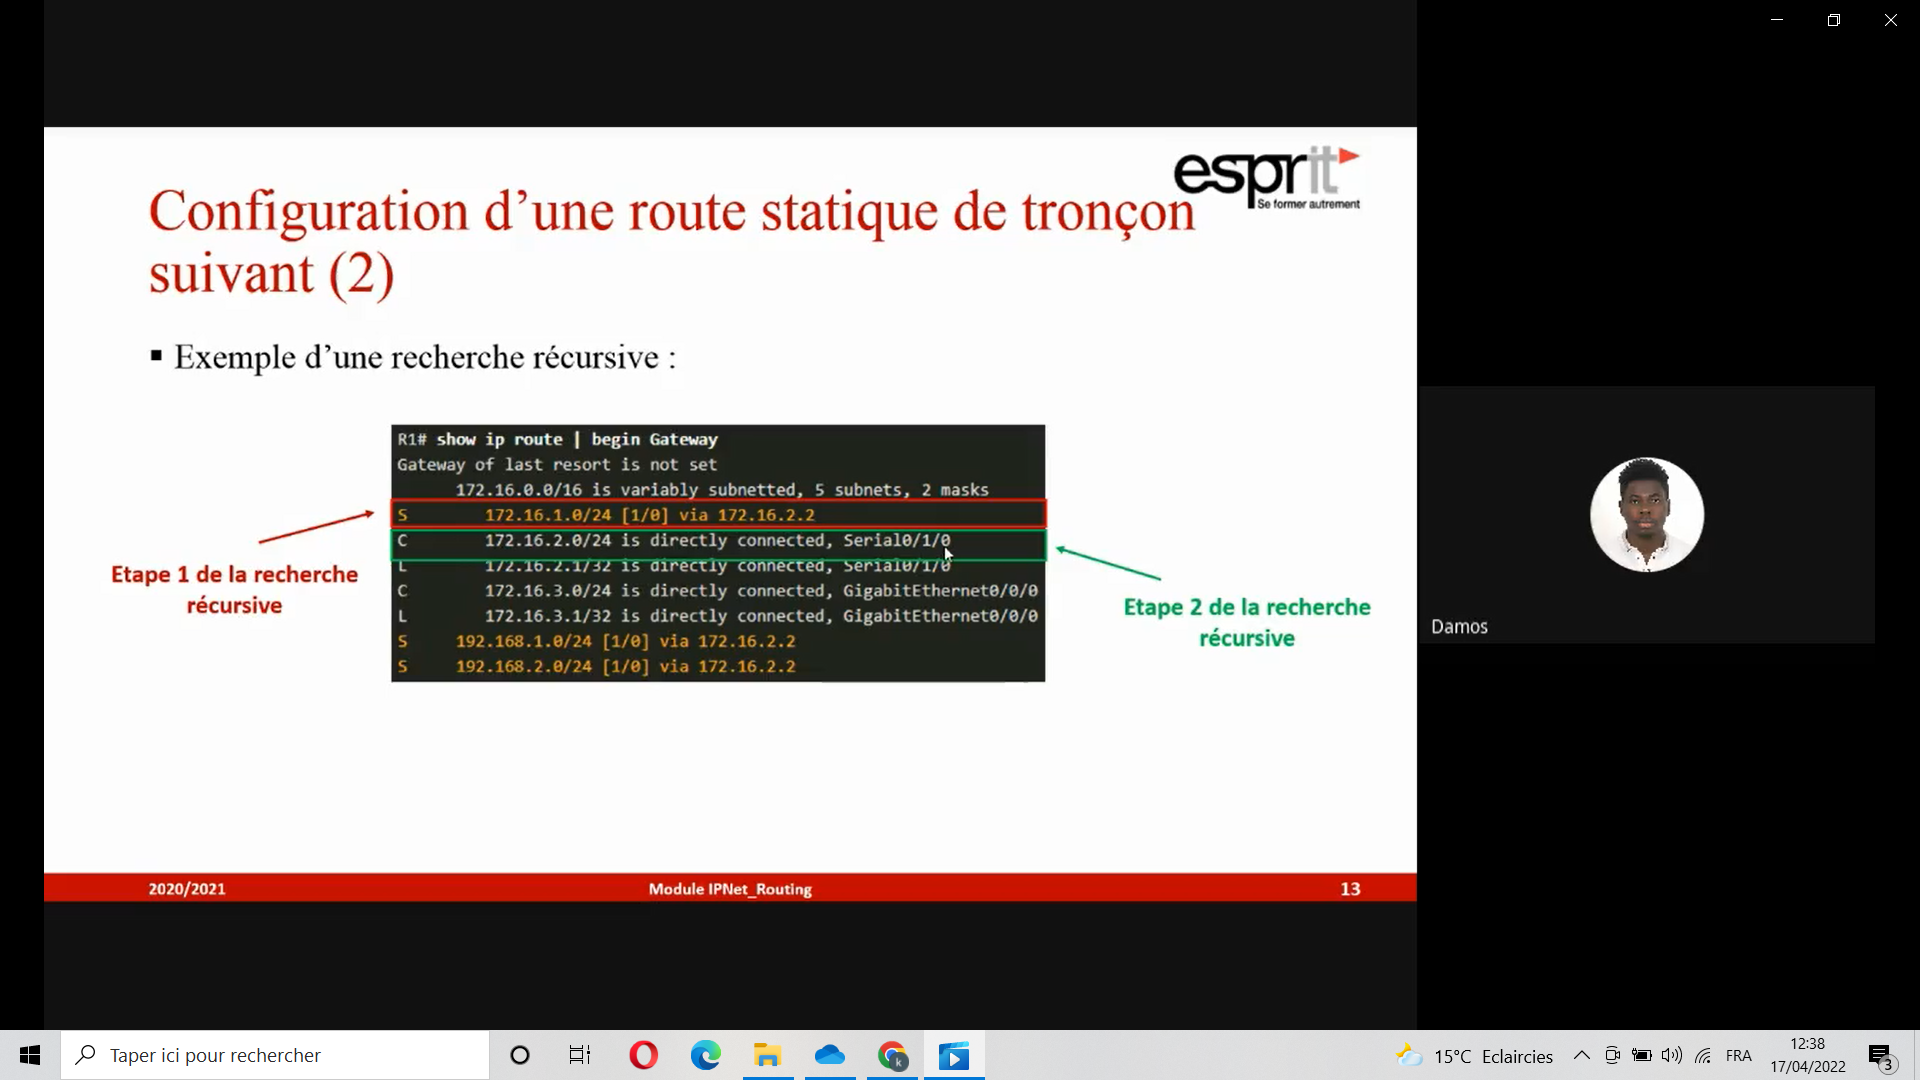 esprit
Se former autrement
Configuration d’une route statique de tronçon
suivant (2)
▪ Exemple d’une recherche récursive :
R1# show ip route | begin Gateway
Gateway of last resort is not set
172.16.0.0/16 is variably subnetted, 5 subnets, 2 masks
S 172.16.1.0/24 [1/0] via 172.16.2.2
C 172.16.2.0/24 is directly connected, Serial0/1/0
L 172.16.2.1/32 is directly connected, Serial0/1/0
C 172.16.3.0/24 is directly connected, GigabitEthernet0/0/0
L 172.16.3.1/32 is directly connected, GigabitEthernet0/0/0
S 192.168.1.0/24 [1/0] via 172.16.2.2
S 192.168.2.0/24 [1/0] via 172.16.2.2
Etape 1 de la recherche
récursive
Etape 2 de la recherche
récursive
2020/2021 Module IPNet_Routing 13
Damos
Taper ici pour rechercher
k
15°C Eclaircies
FRA
12:38
17/04/2022
3